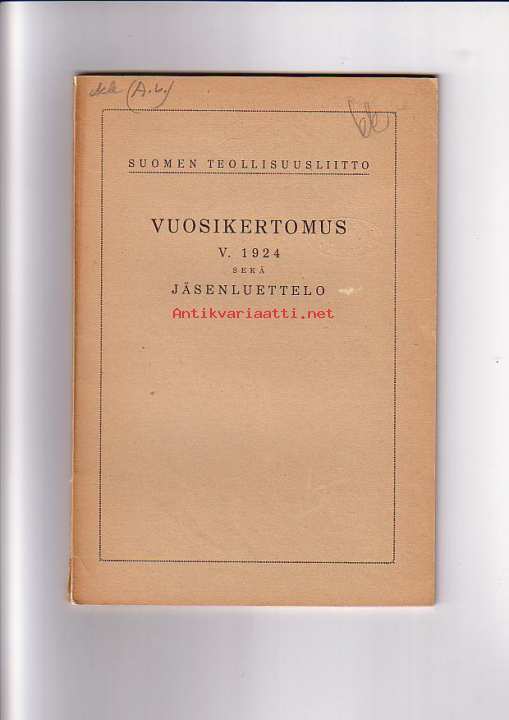 (A.L.)
SUOMEN TEOLLISUUSLIITTO
VUOSIKERTOMUS
V. 1924
SEKÄ
JÄSENLUETTELO
Antikvariaatti.net